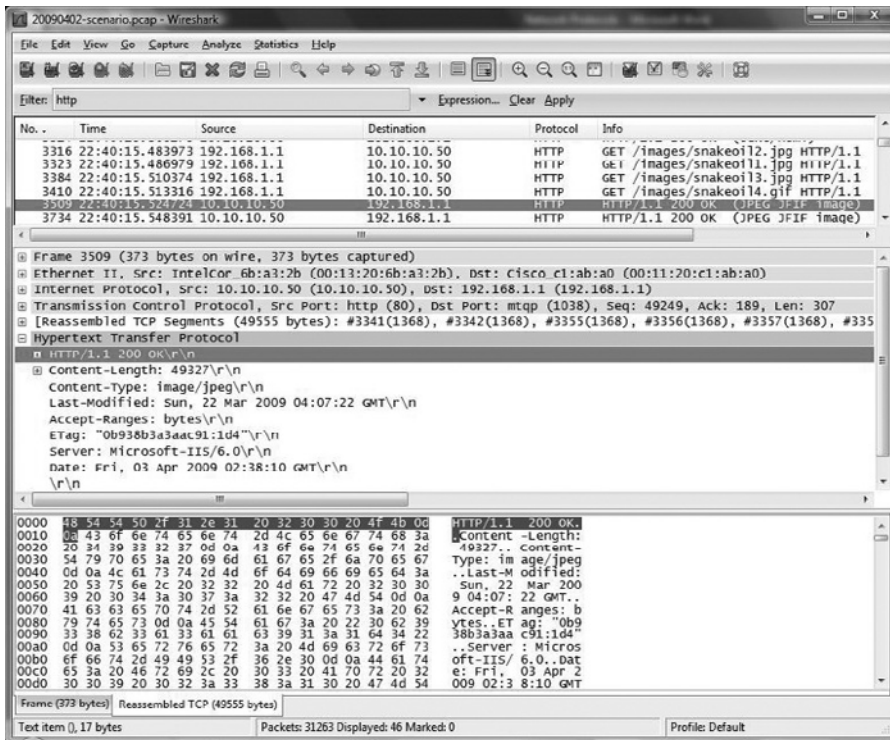 20090402-scenario.pcap - Wireshark
File Edit View Go Capture Analyze Statistics Help
Filter: http Expression... Clear Apply
No. . Time Source Destination Protocol Info
3316 22:40:15.483973 192.168.1.1 10.10.10.50 HTTP GET /images/snakeoil2.jpg HTTP/1.1
3323 22:40:15.486979 192.168.1.1 10.10.10.50 HTTP GET /images/snakeoil1.jpg HTTP/1.1
3384 22:40:15.510374 192.168.1.1 10.10.10.50 HTTP GET /images/snakeoil3.jpg HTTP/1.1
3410 22:40:15.513316 192.168.1.1 10.10.10.50 HTTP GET /images/snakeoil4.gif HTTP/1.1
3509 22:40:15.524724 10.10.10.50 192.168.1.1 HTTP HTTP/1.1 200 OK (JPEG JFIF image)
3734 22:40:15.548391 10.10.10.50 192.168.1.1 HTTP HTTP/1.1 200 OK (JPEG JFIF image)
Frame 3509 (373 bytes on wire, 373 bytes captured)
Ethernet II, Src: IntelCor_6b:a3:2b (00:13:20:6b:a3:2b), Dst: Cisco_c1:ab:a0 (00:11:20:c1:ab:a0)
Internet Protocol, Src: 10.10.10.50 (10.10.10.50), Dst: 192.168.1.1 (192.168.1.1)
Transmission Control Protocol, Src Port: http (80), Dst Port: mtqp (1038), Seq: 49249, Ack: 189, Len: 307
[Reassembled TCP Segments (49555 bytes): #3341(1368), #3342(1368), #3355(1368), #3356(1368), #3357(1368), #335
Hypertext Transfer Protocol
HTTP/1.1 200 OK\r\n
Content-Length: 49327\r\n
Content-Type: image/jpeg\r\n
Last-Modified: Sun, 22 Mar 2009 04:07:22 GMT\r\n
Accept-Ranges: bytes\r\n
ETag: "0b938b3a3aac91:1d4"\r\n
Server: Microsoft-IIS/6.0\r\n
Date: Fri, 03 Apr 2009 02:38:10 GMT\r\n
\r\n
0000 48 54 54 50 2f 31 2e 31 20 32 30 30 20 4f 4b 0d HTTP/1.1 200 OK.
0010 0a 43 6f 6e 74 65 6e 74 2d 4c 65 6e 67 74 68 3a .Content -Length:
0020 20 34 39 33 32 37 0d 0a 43 6f 6e 74 65 6e 74 2d 49327.. Content-
0030 54 79 70 65 3a 20 69 6d 61 67 65 2f 6a 70 65 67 Type: im age/jpeg
0040 0d 0a 4c 61 73 74 2d 4d 6f 64 69 66 69 65 64 3a ..Last-M odified:
0050 20 53 75 6e 2c 20 32 32 20 4d 61 72 20 32 30 30 Sun, 22 Mar 200
0060 39 20 30 34 3a 30 37 3a 32 32 20 47 4d 54 0d 0a 9 04:07: 22 GMT..
0070 41 63 63 65 70 74 2d 52 61 6e 67 65 73 3a 20 62 Accept-R anges: b
0080 79 74 65 73 0d 0a 45 54 61 67 3a 20 22 30 62 39 ytes..ET ag: "0b9
0090 33 38 62 33 61 33 61 61 63 39 31 3a 31 64 34 22 38b3a3aa c91:1d4"
00a0 0d 0a 53 65 72 76 65 72 3a 20 4d 69 63 72 6f 73 ..Server : Micros
00b0 6f 66 74 2d 49 49 53 2f 36 2e 30 0d 0a 44 61 74 oft-IIS/ 6.0..Dat
00c0 65 3a 20 46 72 69 2c 20 30 33 20 41 70 72 20 32 e: Fri, 03 Apr 2
00d0 30 30 39 20 30 32 3a 33 38 3a 31 30 20 47 4d 54 009 02:3 8:10 GMT
Frame (373 bytes) Reassembled TCP (49555 bytes)
Text item (), 17 bytes Packets: 31263 Displayed: 46 Marked: 0 Profile: Default